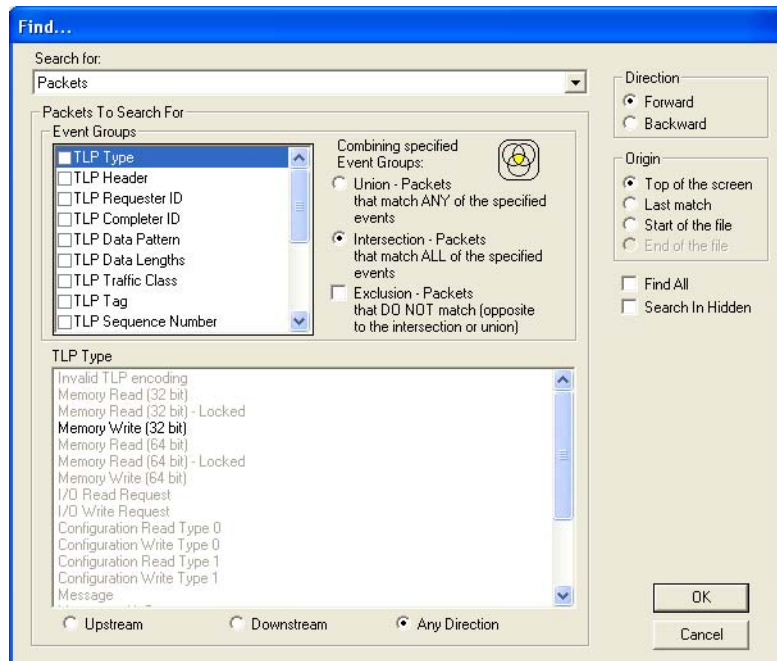 Find...
Search for:
Packets
Packets To Search For
Event Groups
TLP Type
TLP Header
TLP Requester ID
TLP Completer ID
TLP Data Pattern
TLP Data Lengths
TLP Traffic Class
TLP Tag
TLP Sequence Number
Combining specified
Event Groups:
Union - Packets
that match ANY of the specified
events
Intersection - Packets
that match ALL of the specified
events
Exclusion - Packets
that DO NOT match (opposite
to the intersection or union)
Direction
Forward
Backward
Origin
Top of the screen
Last match
Start of the file
End of the file
Find All
Search In Hidden
TLP Type
Invalid TLP encoding
Memory Read (32 bit)
Memory Read (32 bit) - Locked
Memory Write (32 bit)
Memory Read (64 bit)
Memory Read (64 bit) - Locked
Memory Write (64 bit)
I/O Read Request
I/O Write Request
Configuration Read Type 0
Configuration Write Type 0
Configuration Read Type 1
Configuration Write Type 1
Message
Upstream
Downstream
Any Direction
OK
Cancel